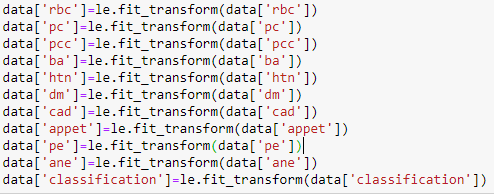 data['rbc']=le.fit_transform(data['rbc'])
data['pc']=le.fit_transform(data['pc'])
data['pcc']=le.fit_transform(data['pcc'])
data['ba']=le.fit_transform(data['ba'])
data['htn']=le.fit_transform(data['htn'])
data['dm']=le.fit_transform(data['dm'])
data['cad']=le.fit_transform(data['cad'])
data['appet']=le.fit_transform(data['appet'])
data['pe']=le.fit_transform(data['pe'])
data['ane']=le.fit_transform(data['ane'])
data['classification']=le.fit_transform(data['classification'])